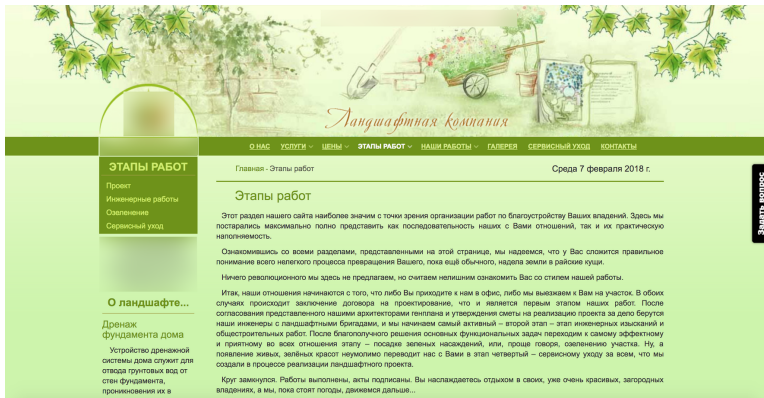 Ландшафтная компания
О НАС УСЛУГИ ЦЕНЫ ЭТАПЫ РАБОТ НАШИ РАБОТЫ ГАЛЕРЕЯ СЕРВИСНЫЙ УХОД КОНТАКТЫ
ЭТАПЫ РАБОТ
Проект
Инженерные работы
Озеленение
Сервисный уход
О ландшафте...
Дренаж
фундамента дома
Устройство дренажной
системы дома служит для
отвода грунтовых вод от
стен фундамента,
проникновения их в
Главная - Этапы работ
Среда 7 февраля 2018 г.
Этапы работ
Этот раздел нашего сайта наиболее значим с точки зрения организации работ по благоустройству Ваших владений. Здесь мы
постарались максимально полно представить как последовательность наших с Вами отношений, так и их практическую
наполняемость.
Ознакомившись со всеми разделами, представленными на этой странице, мы надеемся, что у Вас сложится правильное
понимание всего нелегкого процесса превращения Вашего, пока ещё обычного, надела земли в райские кущи.
Ничего революционного мы здесь не предлагаем, но считаем нелишним ознакомить Вас со стилем нашей работы.
Итак, наши отношения начинаются с того, что либо Вы приходите к нам в офис, либо мы выезжаем к Вам на участок. В обоих
случаях происходит заключение договора на проектирование, что и является первым этапом наших работ. После
согласования представленного нашими архитекторами генплана и утверждения сметы на реализацию проекта за дело берутся
наши инженеры с ландшафтными бригадами, и мы начинаем самый активный – второй этап – этап инженерных изысканий и
общестроительных работ. После благополучного решения основных функциональных задач переходим к самому эффектному
и приятному во всех отношения этапу – посадке зеленых насаждений, или, проще говоря, озеленению участка. Ну, а
появление живых, зелёных красот неумолимо переводит нас с Вами в этап четвертый – сервисному уходу за всем, что мы
создали в процессе реализации ландшафтного проекта.
Круг замкнулся. Работы выполнены, акты подписаны. Вы наслаждаетесь отдыхом в своих, уже очень красивых, загородных
владениях, а мы, пока стоят погоды, движемся дальше...
Задать вопрос